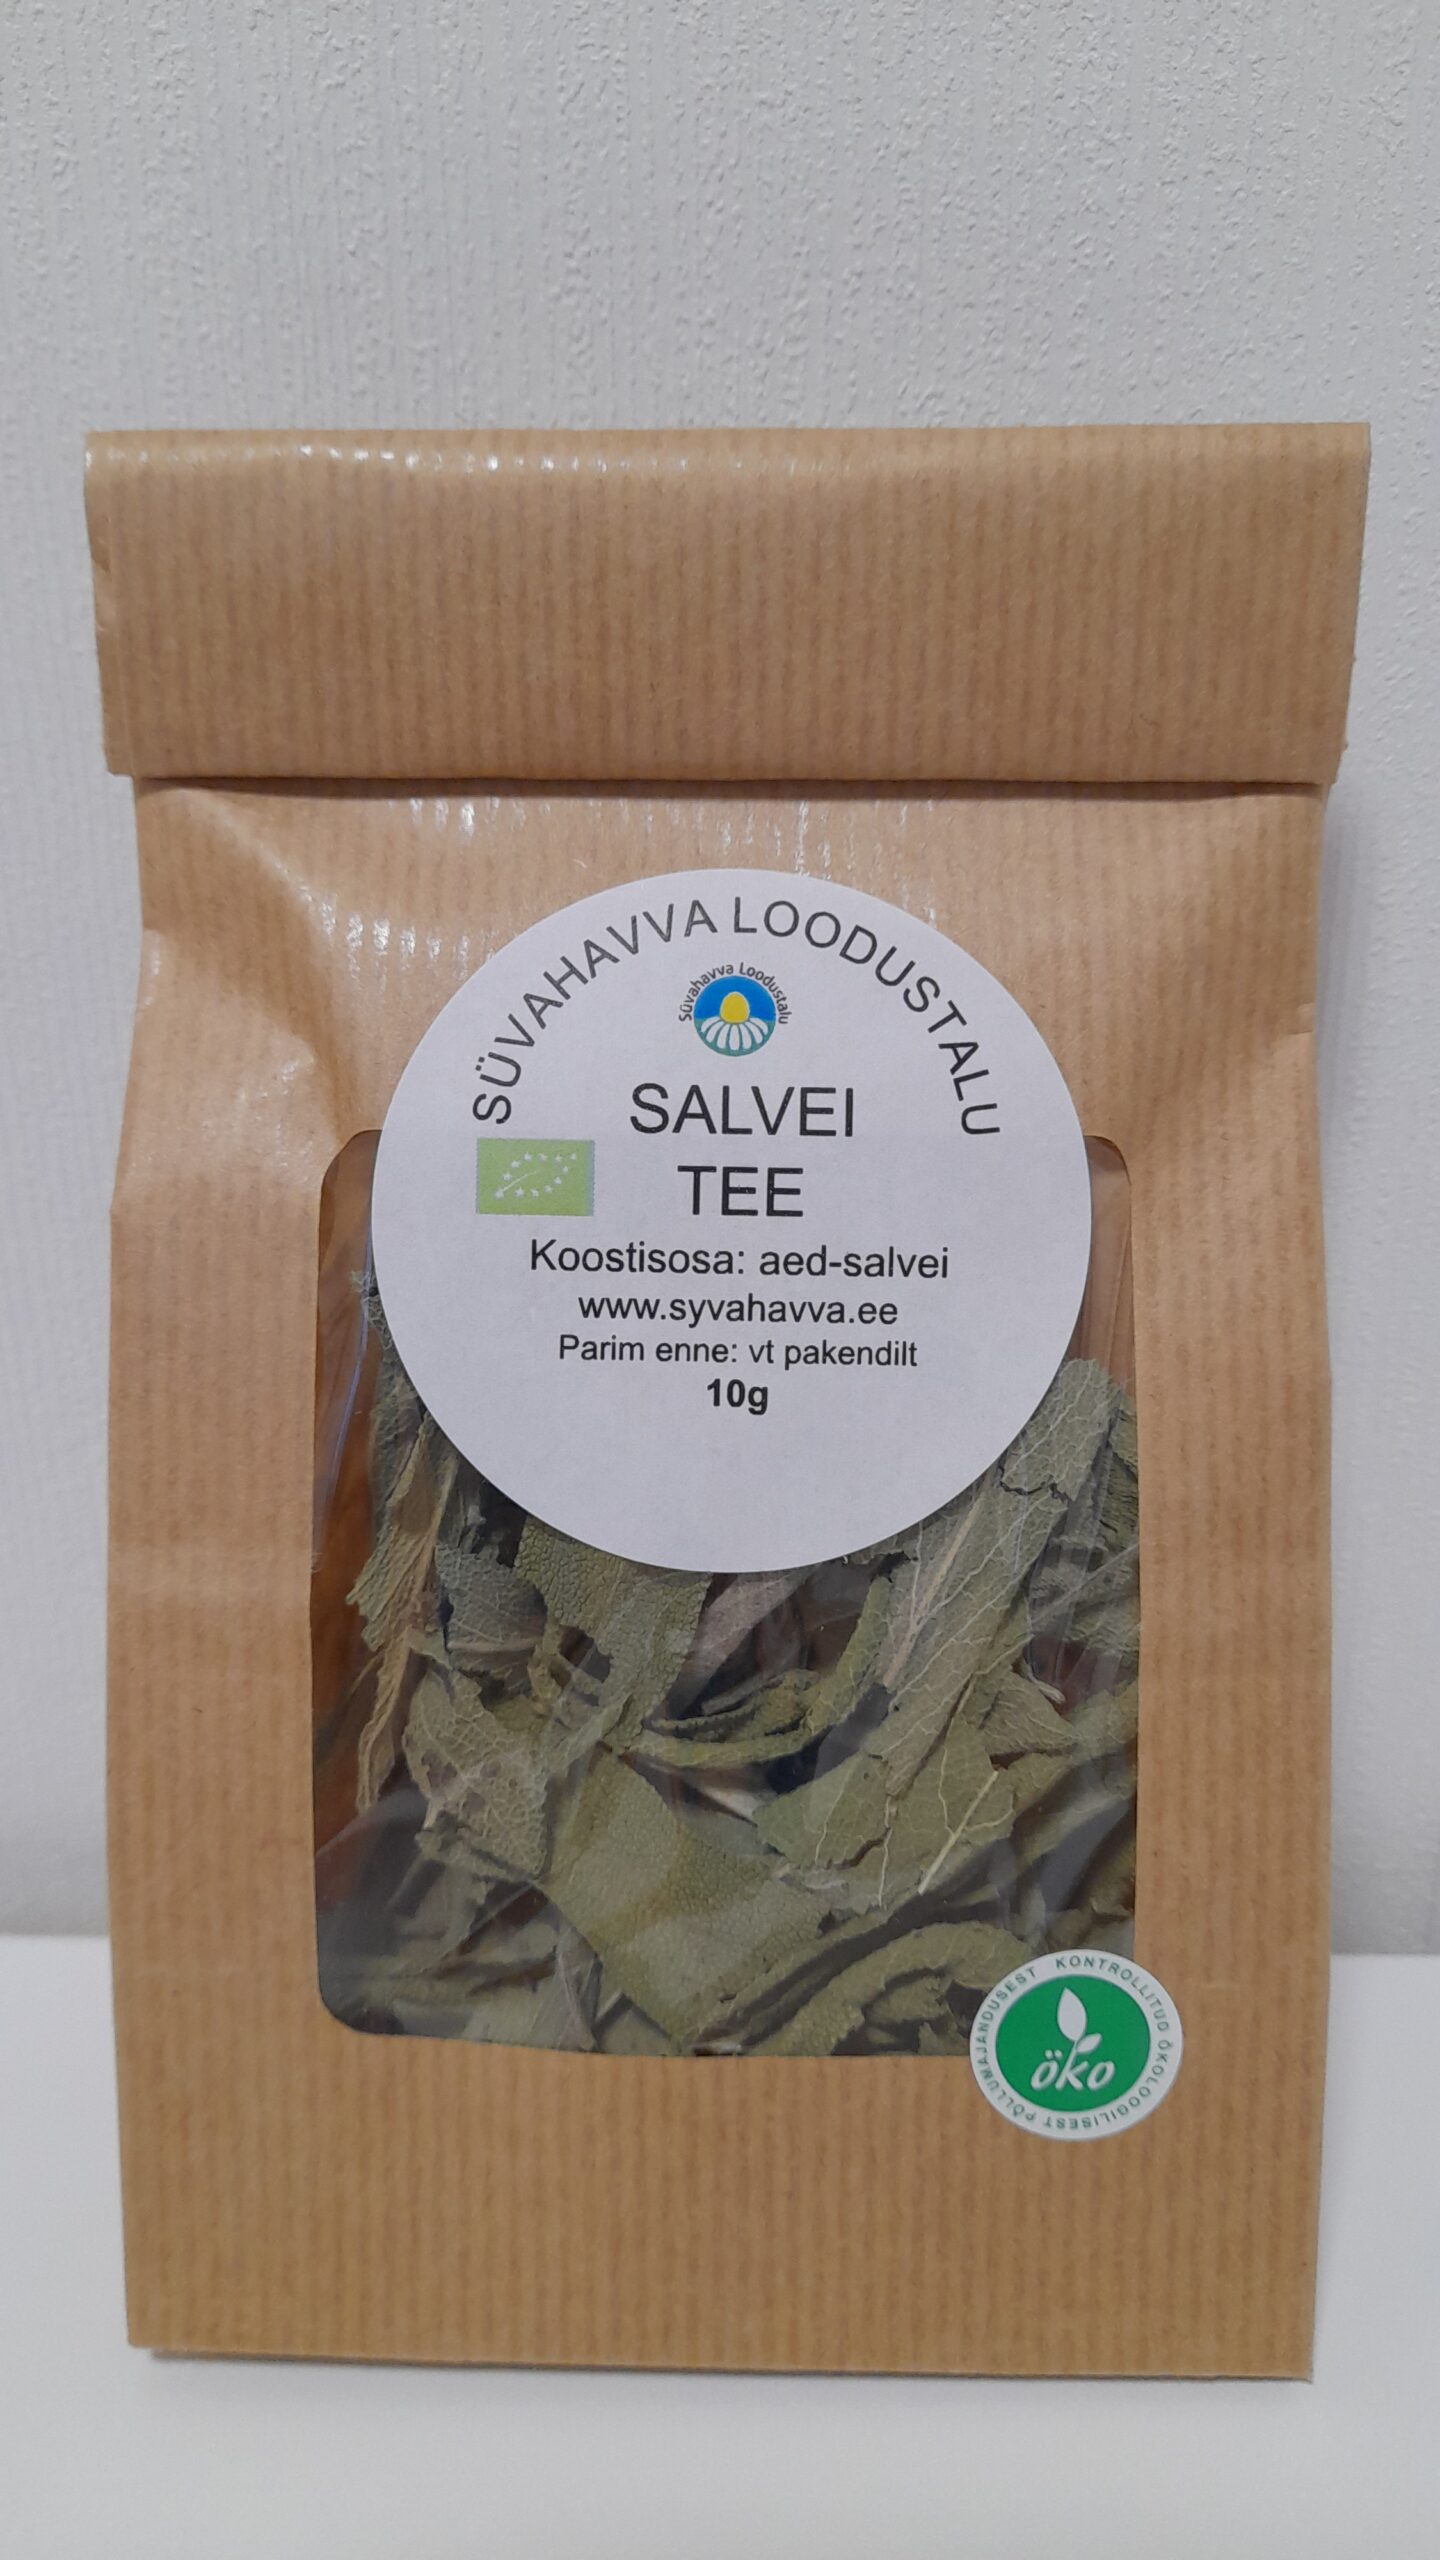 SÜVAHAVVA LOODUSTALU
Süvahavva Loodustalu
SALVEI
TEE
Koostisosa: aed-salvei
www.syvahavva.ee
Parim enne: vt pakendilt
10g
KONTROLLITUD ÖKOLOOGILISEST PÕLLUMAJANDUSEST
öko